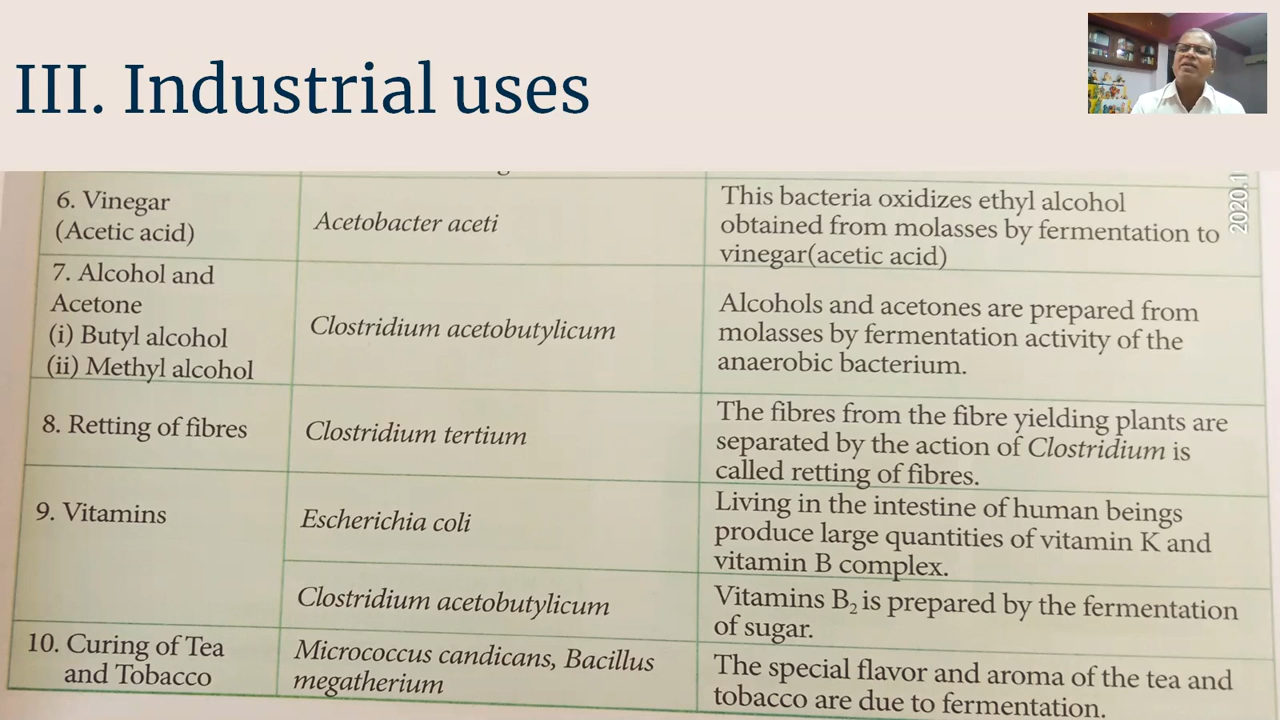 III. Industrial uses
2020.1
6. Vinegar
(Acetic acid)
Acetobacter aceti
This bacteria oxidizes ethyl alcohol
obtained from molasses by fermentation to
vinegar(acetic acid)
7. Alcohol and
Acetone
(i) Butyl alcohol
(ii) Methyl alcohol
Clostridium acetobutylicum
Alcohols and acetones are prepared from
molasses by fermentation activity of the
anaerobic bacterium.
8. Retting of fibres
Clostridium tertium
The fibres from the fibre yielding plants are
separated by the action of Clostridium is
called retting of fibres.
9. Vitamins
Escherichia coli
Living in the intestine of human beings
produce large quantities of vitamin K and
vitamin B complex.
Clostridium acetobutylicum
Vitamins B₂ is prepared by the fermentation
of sugar.
10. Curing of Tea
and Tobacco
Micrococcus candicans, Bacillus
megatherium
The special flavor and aroma of the tea and
tobacco are due to fermentation.